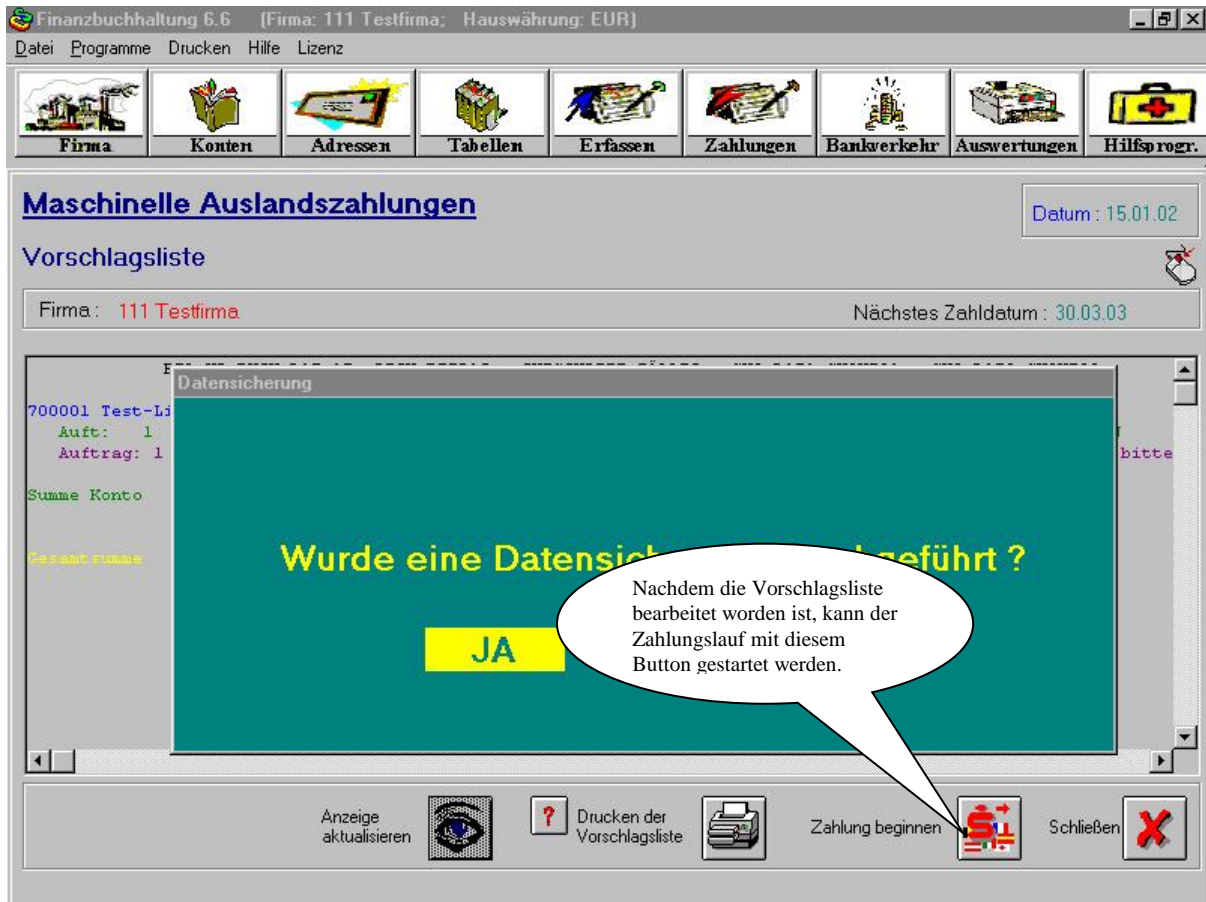 Finanzbuchhaltung 6.6 (Firma: 111 Testfirma; Hauswährung: EUR)
Datei Programme Drucken Hilfe Lizenz
Firma Konten Adressen Tabellen Erfassen Zahlungen Bankverkehr Auswertungen Hilfsprogr.
Maschinelle Auslandszahlungen
Datum : 15.01.02
Vorschlagsliste
Firma : 111 Testfirma
Nächstes Zahldatum : 30.03.03
Datensicherung
700001 Test-Li
Auft: 1
Auftrag: 1 bitte
Summe Konto
Gesamtsumme
Wurde eine Datensich geführt ?
JA
Nachdem die Vorschlagsliste
bearbeitet worden ist, kann der
Zahlungslauf mit diesem
Button gestartet werden.
Anzeige
aktualisieren
?
Drucken der
Vorschlagsliste
Zahlung beginnen
Schließen